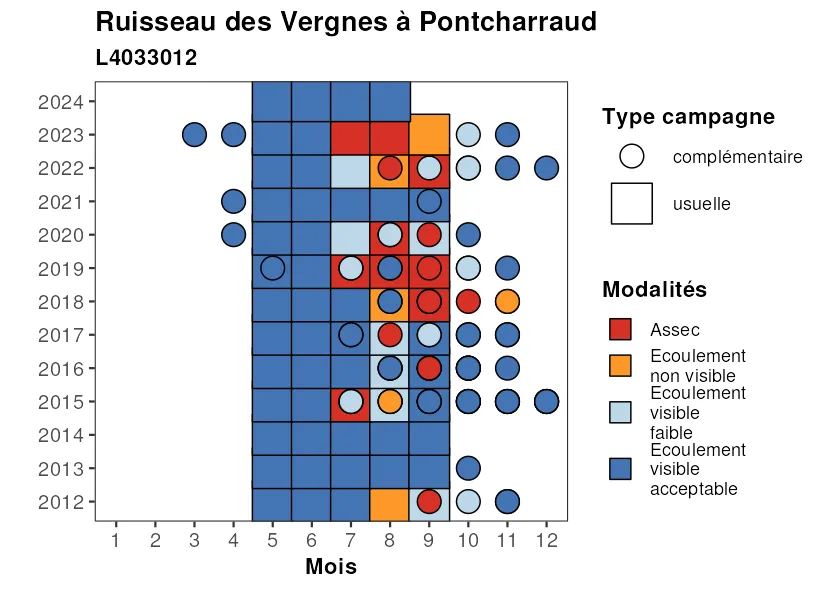 Ruisseau des Vergnes à Pontcharraud
L4033012
2024
2023
2022
2021
2020
2019
2018
2017
2016
2015
2014
2013
2012
1 2 3 4 5 6 7 8 9 10 11 12
Mois
Type campagne
complémentaire
usuelle
Modalités
Assec
Ecoulement
non visible
Ecoulement
visible
faible
Ecoulement
visible
acceptable